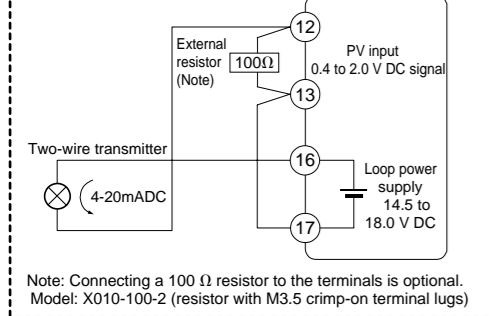 12
External
resistor
(Note)
100Ω
PV input
0.4 to 2.0 V DC signal
13
Two-wire transmitter
16
4-20mADC
Loop power
supply
14.5 to
18.0 V DC
17
Note: Connecting a 100 Ω resistor to the terminals is optional.
Model: X010-100-2 (resistor with M3.5 crimp-on terminal lugs)